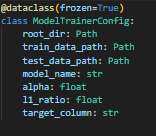 @dataclass(frozen=True)
class ModelTrainerConfig:
    root_dir: Path
    train_data_path: Path
    test_data_path: Path
    model_name: str
    alpha: float
    l1_ratio: float
    target_column: str